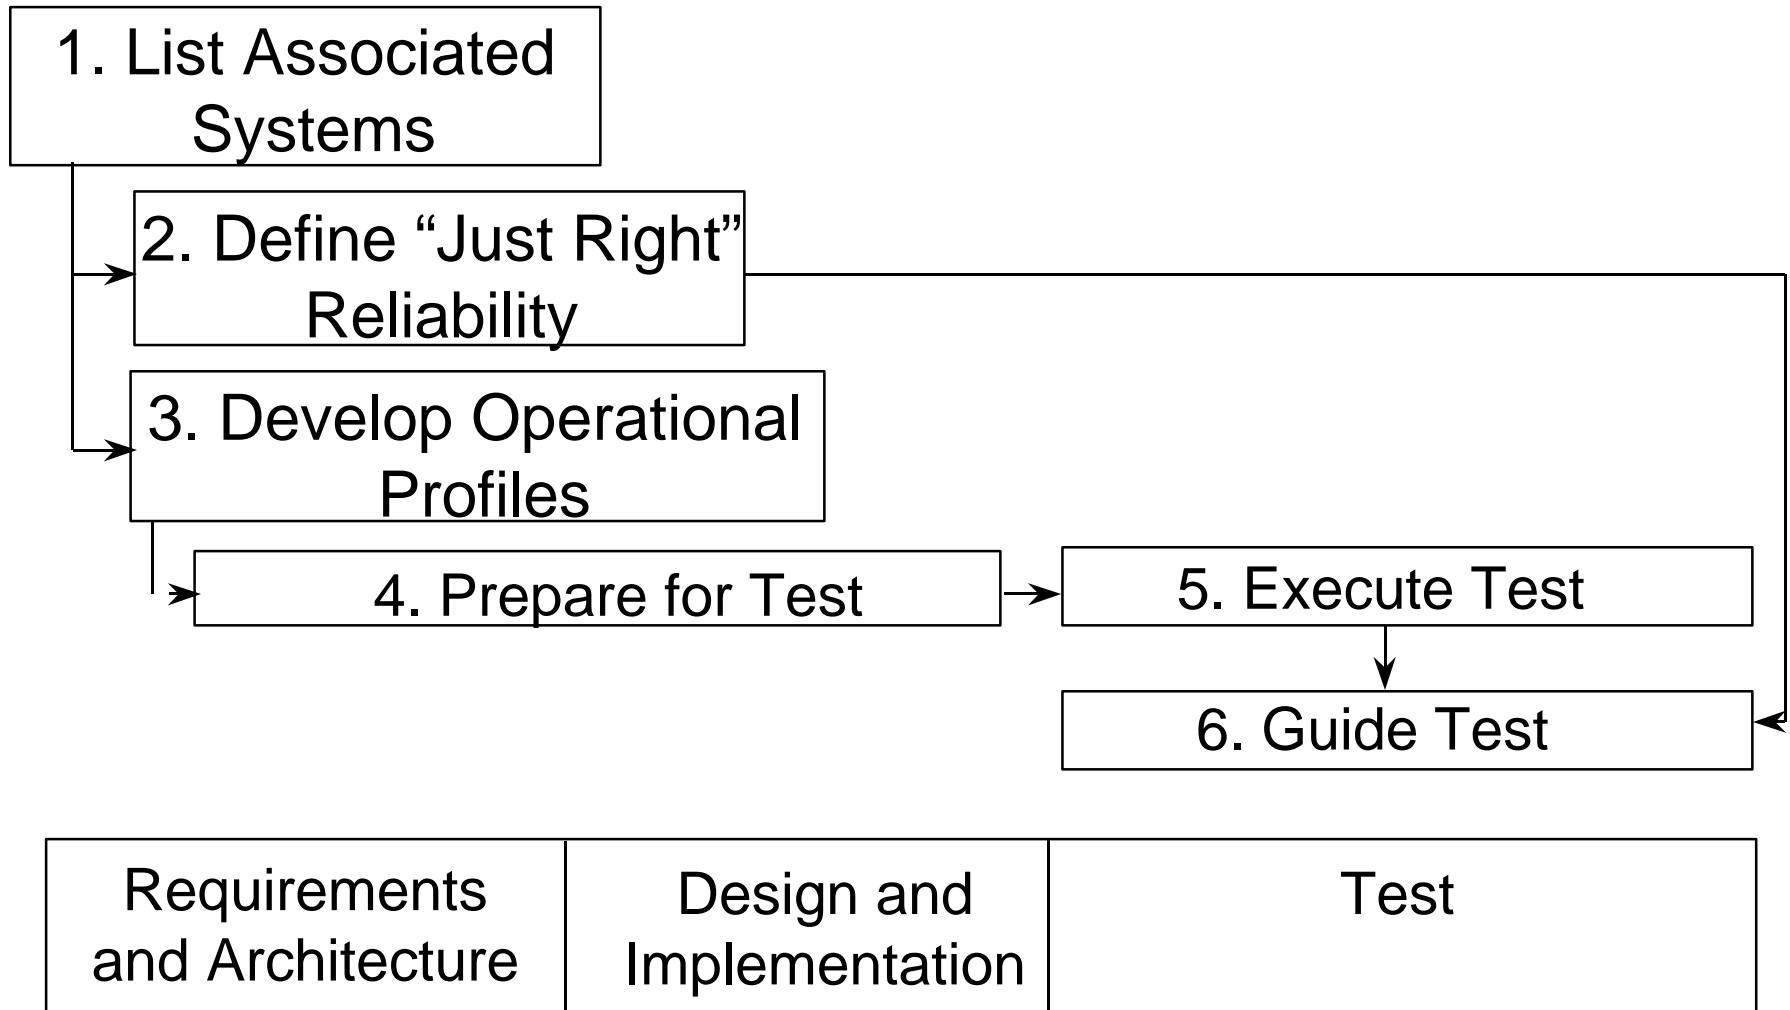 1. List Associated
Systems
2. Define “Just Right”
Reliability
3. Develop Operational
Profiles
4. Prepare for Test
5. Execute Test
6. Guide Test
Requirements
and Architecture
Design and
Implementation
Test